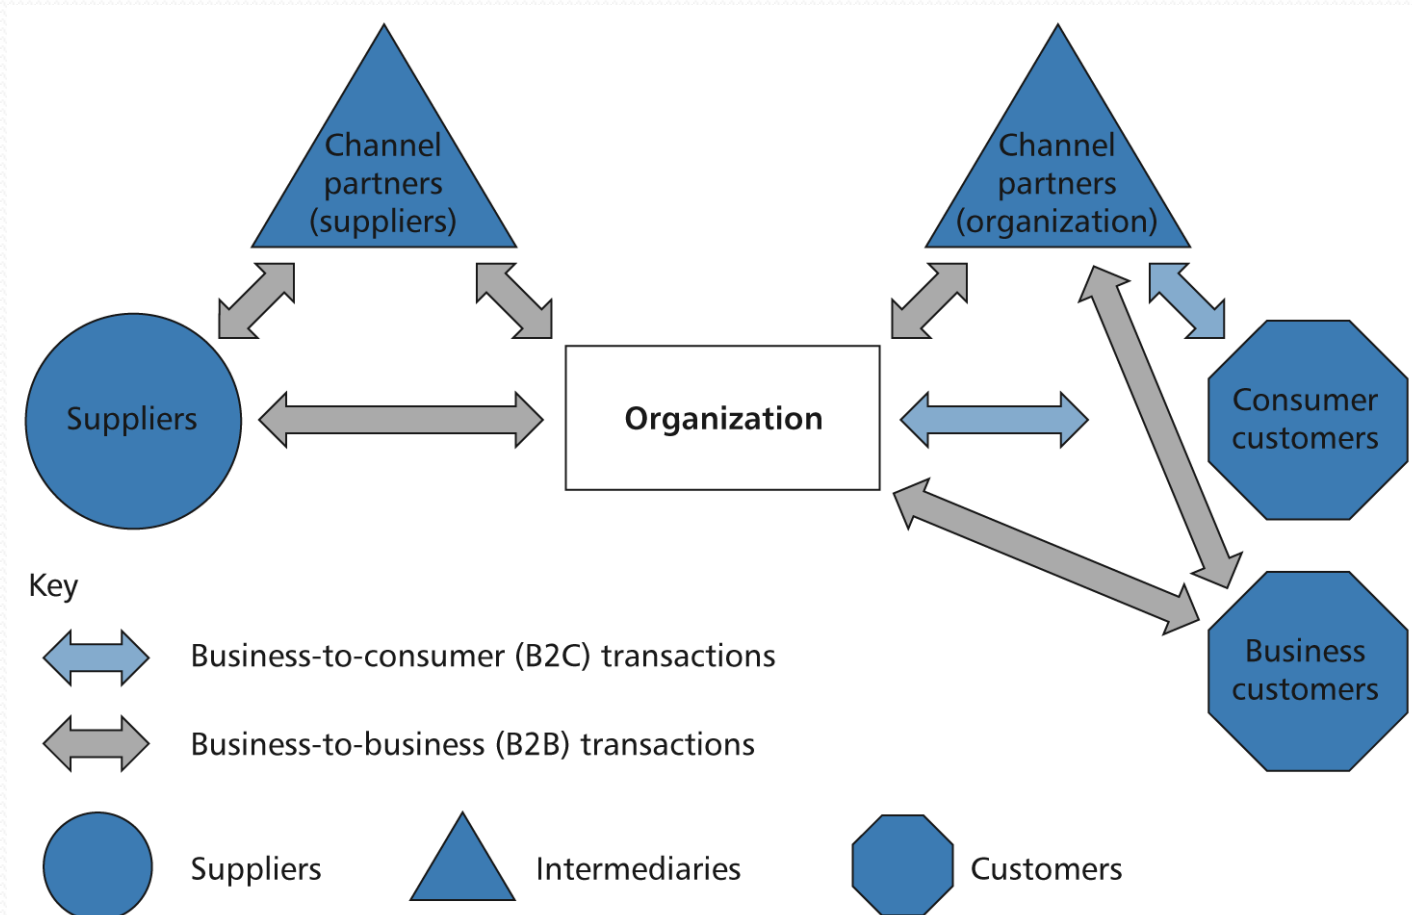 Channel
partners
(suppliers)
Channel
partners
(organization)
Suppliers
Organization
Consumer
customers
Business
customers
Key
Business-to-consumer (B2C) transactions
Business-to-business (B2B) transactions
Suppliers
Intermediaries
Customers